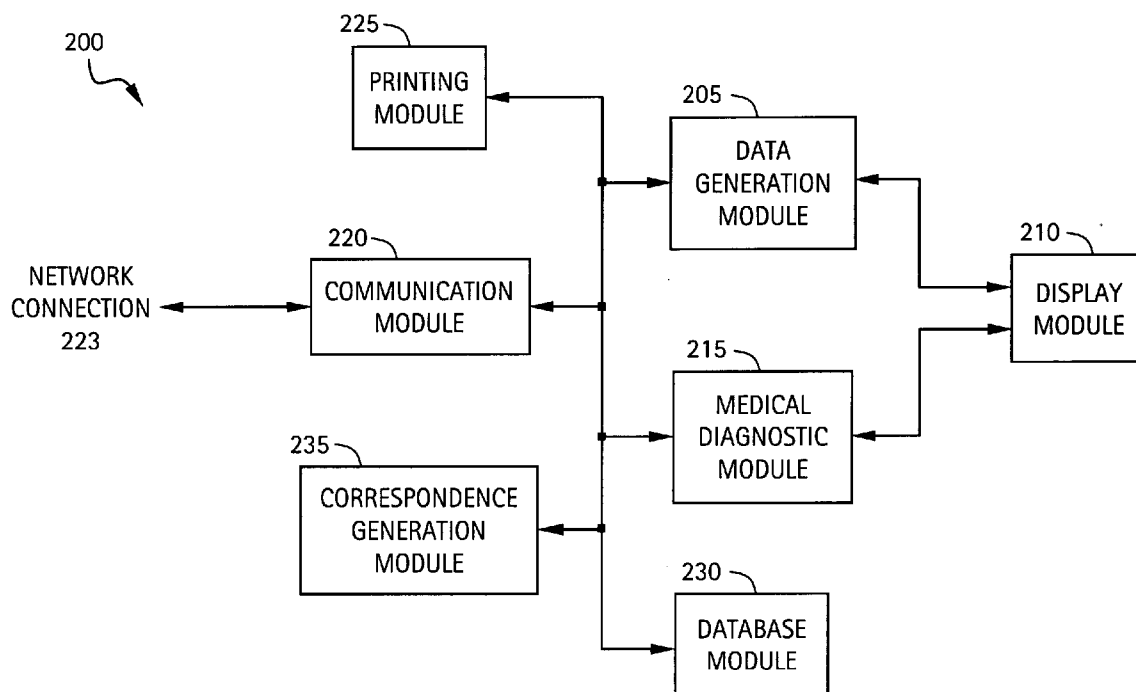 200
225
PRINTING
MODULE
205
DATA
GENERATION
MODULE
220
COMMUNICATION
MODULE
NETWORK
CONNECTION
223
210
DISPLAY
MODULE
215
MEDICAL
DIAGNOSTIC
MODULE
235
CORRESPONDENCE
GENERATION
MODULE
230
DATABASE
MODULE